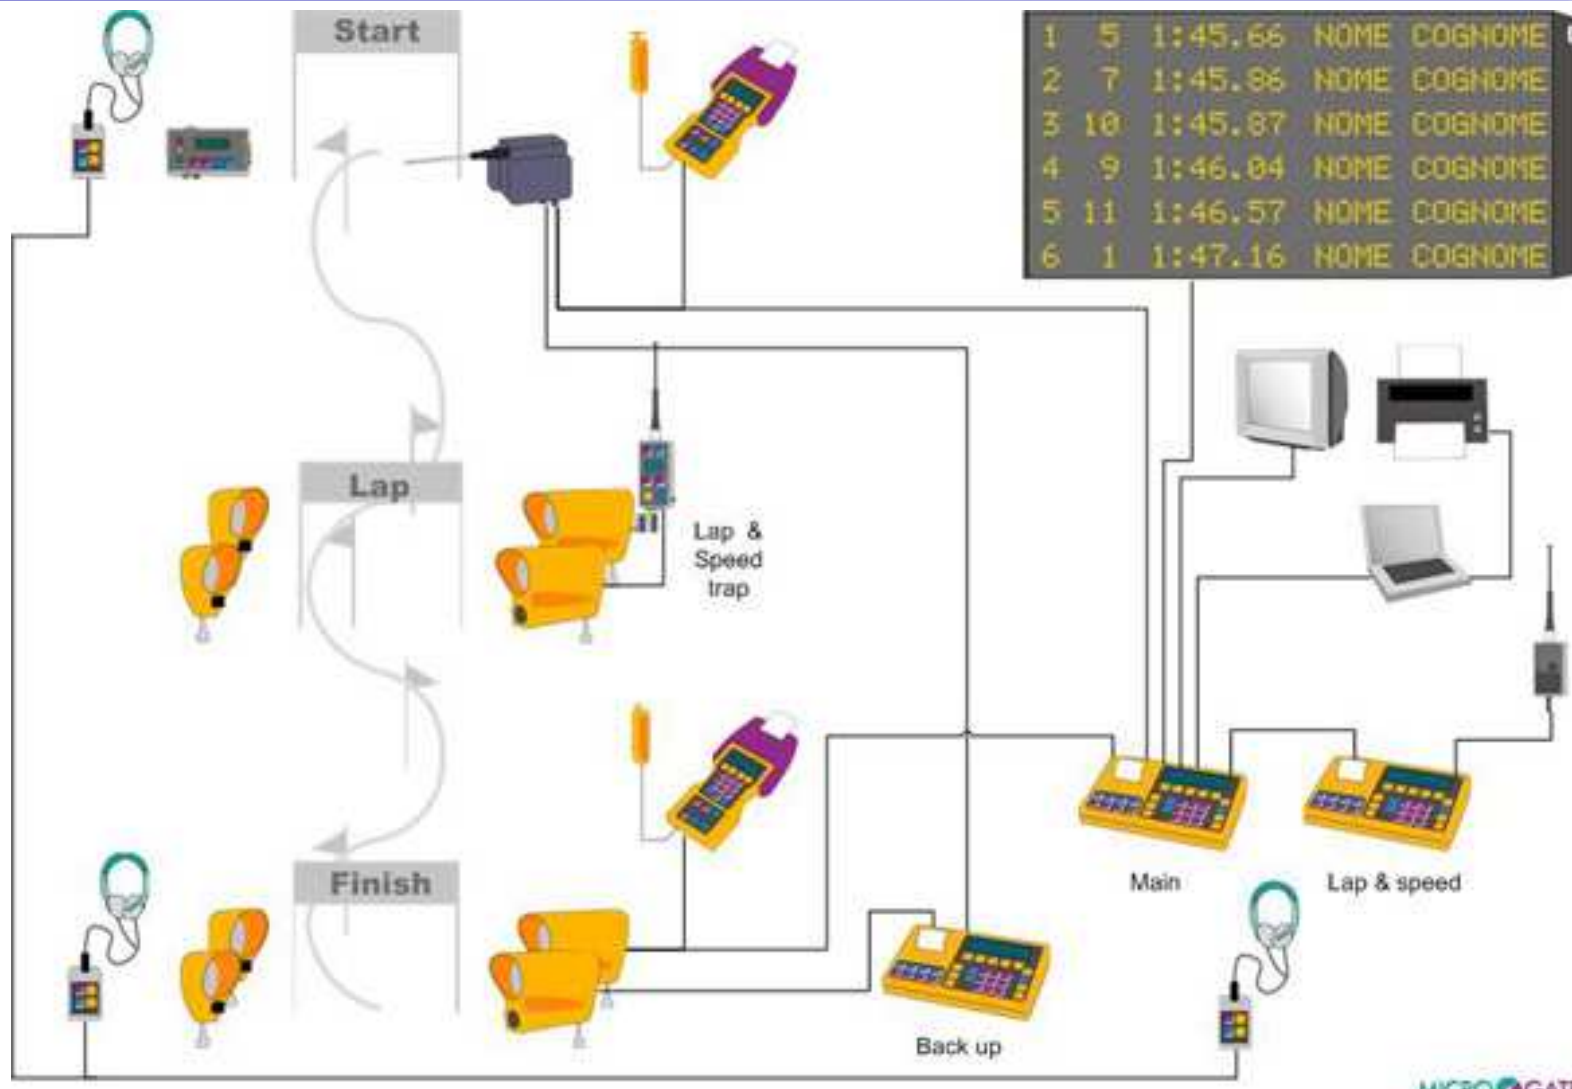 Start
1 5 1:45.66 NOME COGNOME
2 7 1:45.86 NOME COGNOME
3 10 1:45.87 NOME COGNOME
4 9 1:46.04 NOME COGNOME
5 11 1:46.57 NOME COGNOME
6 1 1:47.16 NOME COGNOME
Lap
Lap &
Speed
trap
Finish
Main
Lap & speed
Back up